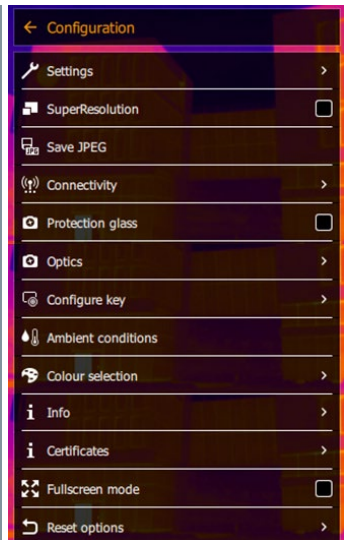 Configuration
Settings
SuperResolution
JPG
Save JPEG
Connectivity
Protection glass
Optics
Configure key
Ambient conditions
Colour selection
Info
Certificates
Fullscreen mode
Reset options